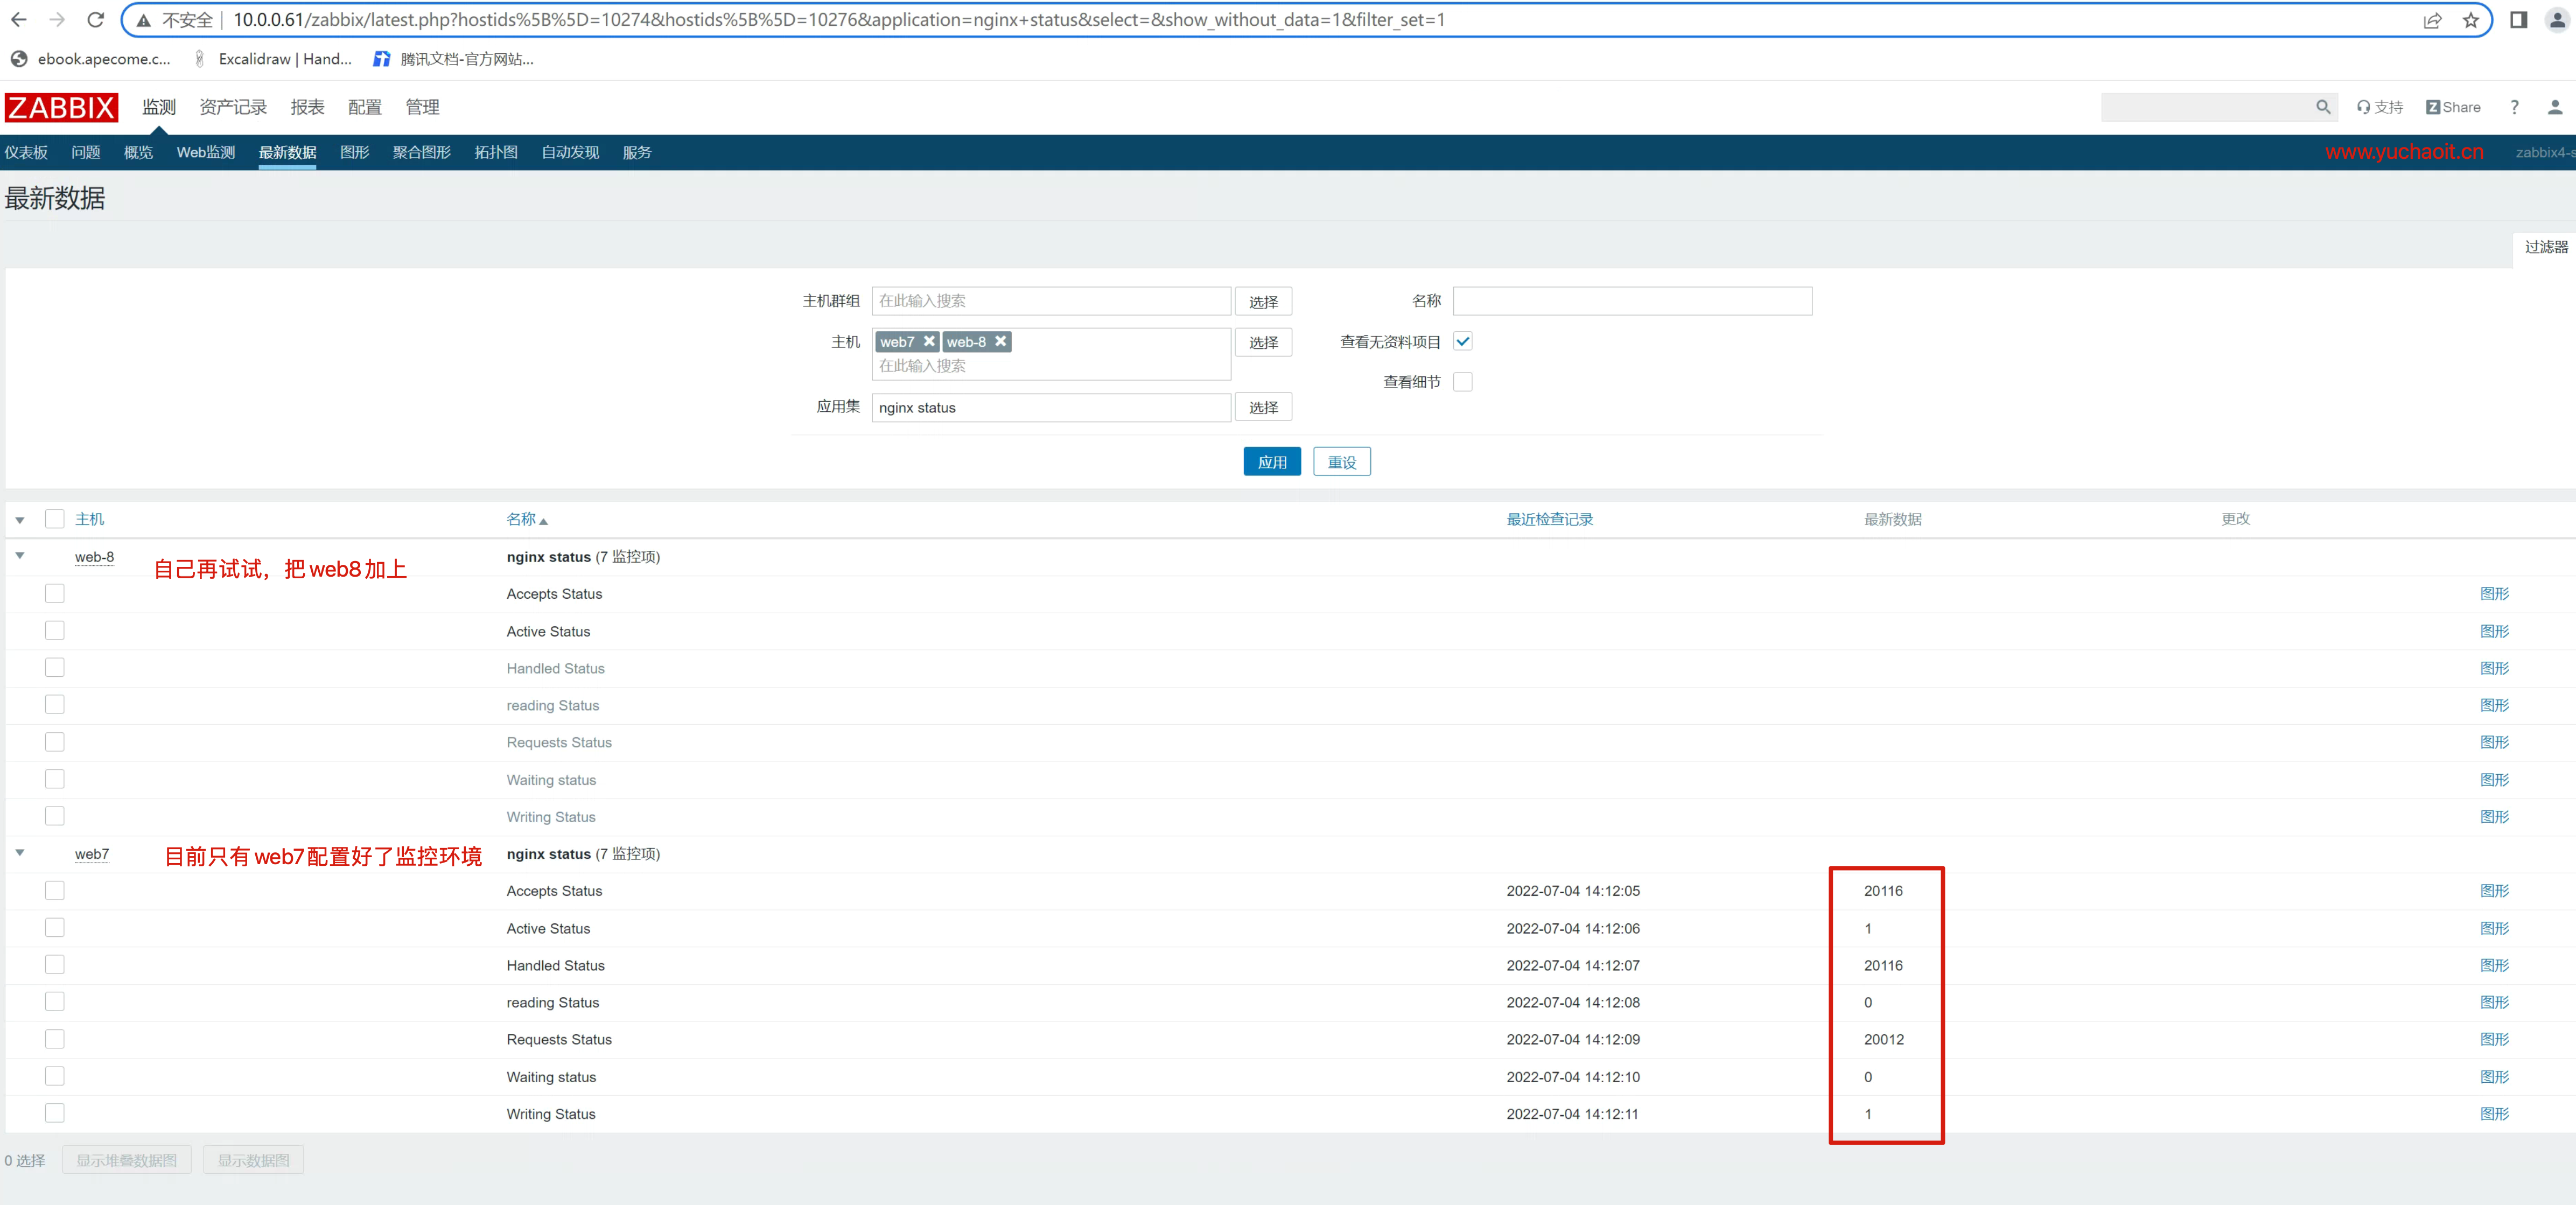 不安全 10.0.0.61/zabbix/latest.php?hostids%5B%5D=10274&hostids%5B%5D=10276&application=nginx+status&select=&show_without_data=1&filter_set=1
ebook.apecome.c... Excalidraw | Hand... 腾讯文档-官方网站...
ZABBIX 监测 资产记录 报表 配置 管理 支持 Z Share ?
仪表板 问题 概览 Web监测 最新数据 图形 聚合图形 拓扑图 自动发现 服务 www.yuchaoit.cn zabbix4-s
最新数据
过滤器
主机群组 在此输入搜索 选择 名称
主机 web7 web-8 选择 查看无资料项目
在此输入搜索
查看细节
应用集 nginx status 选择
应用 重设
主机 名称 最近检查记录 最新数据 更改
web-8 自己再试试，把web8加上 nginx status (7 监控项)
Accepts Status 图形
Active Status 图形
Handled Status 图形
reading Status 图形
Requests Status 图形
Waiting status 图形
Writing Status 图形
web7 目前只有web7配置好了监控环境 nginx status (7 监控项)
Accepts Status 2022-07-04 14:12:05 20116 图形
Active Status 2022-07-04 14:12:06 1 图形
Handled Status 2022-07-04 14:12:07 20116 图形
reading Status 2022-07-04 14:12:08 0 图形
Requests Status 2022-07-04 14:12:09 20012 图形
Waiting status 2022-07-04 14:12:10 0 图形
Writing Status 2022-07-04 14:12:11 1 图形
0 选择 显示堆叠数据图 显示数据图